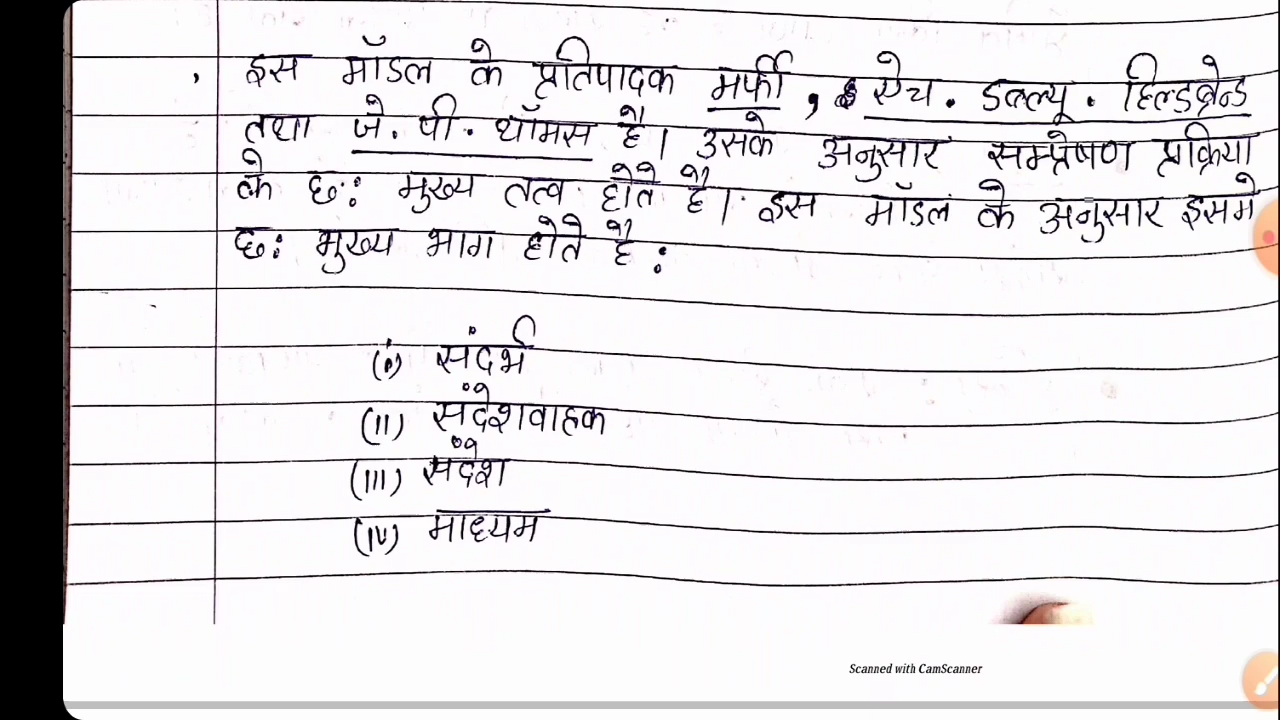 इस मॉडल के प्रतिपादक मर्फी, ऐच. डब्ल्यू. हिल्डब्रेन्ड
तथा जे. पी. थॉमस है। उसके अनुसार सम्प्रेषण प्रक्रिया
के छः: मुख्य तत्व होते है। इस मॉडल के अनुसार इसमे
छः मुख्य भाग होते है :
(i) संदर्भ
(II) संदेशवाहक
(III) संदेश
(IV) माध्यम
Scanned with CamScanner